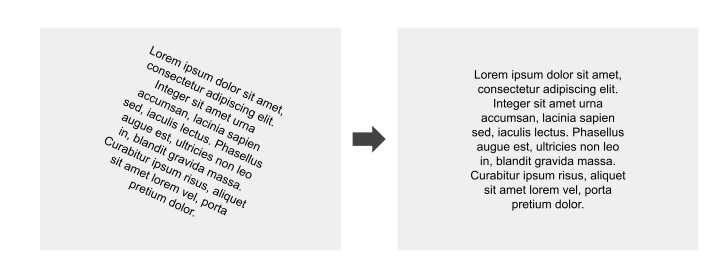 Lorem ipsum dolor sit amet,
consectetur adipiscing elit.
Integer sit amet urna
accumsan, lacinia sapien
sed, iaculis lectus. Phasellus
augue est, ultricies non leo
in, blandit gravida massa.
Curabitur ipsum risus, aliquet
sit amet lorem vel, porta
pretium dolor.
Lorem ipsum dolor sit amet,
consectetur adipiscing elit.
Integer sit amet urna
accumsan, lacinia sapien
sed, iaculis lectus. Phasellus
augue est, ultricies non leo
in, blandit gravida massa.
Curabitur ipsum risus, aliquet
sit amet lorem vel, porta
pretium dolor.